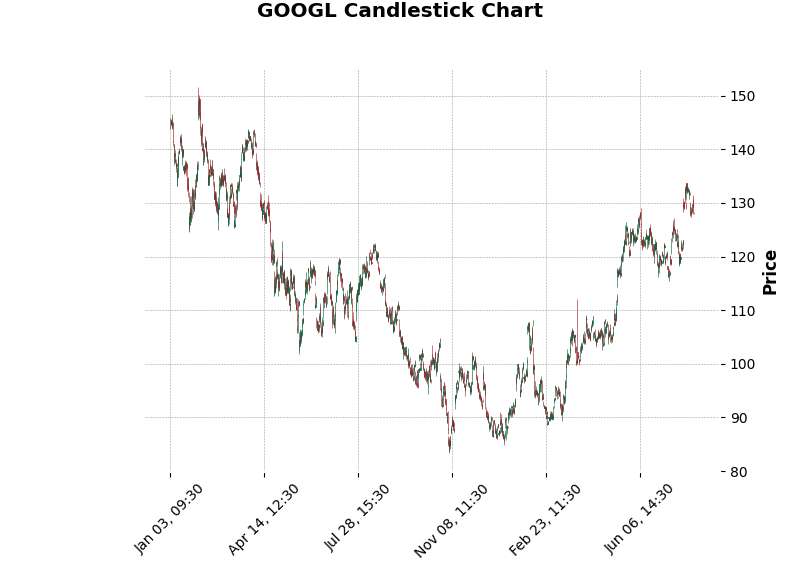 GOOGL Candlestick Chart
150
140
130
120
110
100
90
80
Price
Jan 03, 09:30
Apr 14, 12:30
Jul 28, 15:30
Nov 08, 11:30
Feb 23, 11:30
Jun 06, 14:30